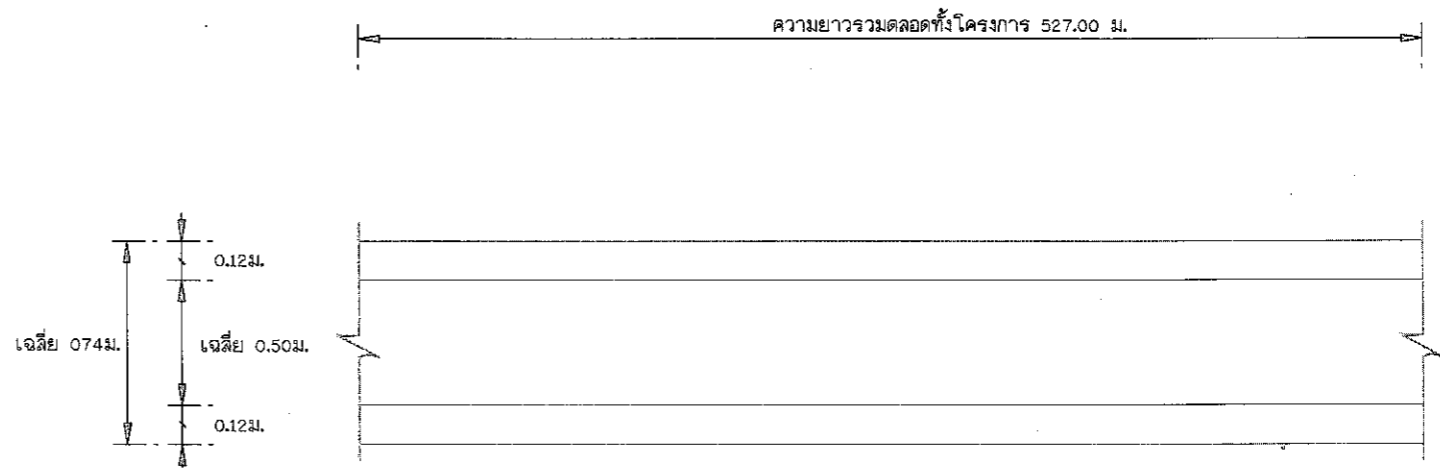 ความยาวรวมตลอดทั้งโครงการ 527.00 ม.
0.12ม.
เฉลี่ย 074ม.
เฉลี่ย 0.50ม.
0.12ม.